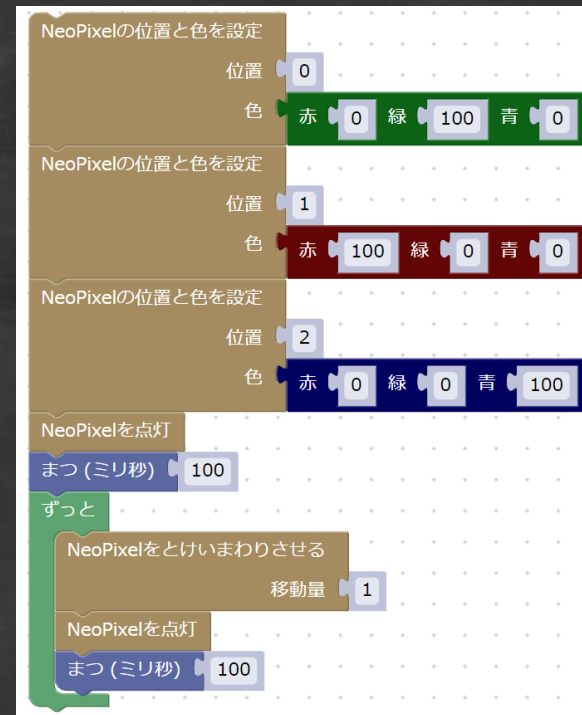 NeoPixelの位置と色を設定
位置 0
色 赤 0 緑 100 青 0
NeoPixelの位置と色を設定
位置 1
色 赤 100 緑 0 青 0
NeoPixelの位置と色を設定
位置 2
色 赤 0 緑 0 青 100
NeoPixelを点灯
まつ (ミリ秒) 100
ずっと
NeoPixelをとけいまわりさせる
移動量 1
NeoPixelを点灯
まつ (ミリ秒) 100